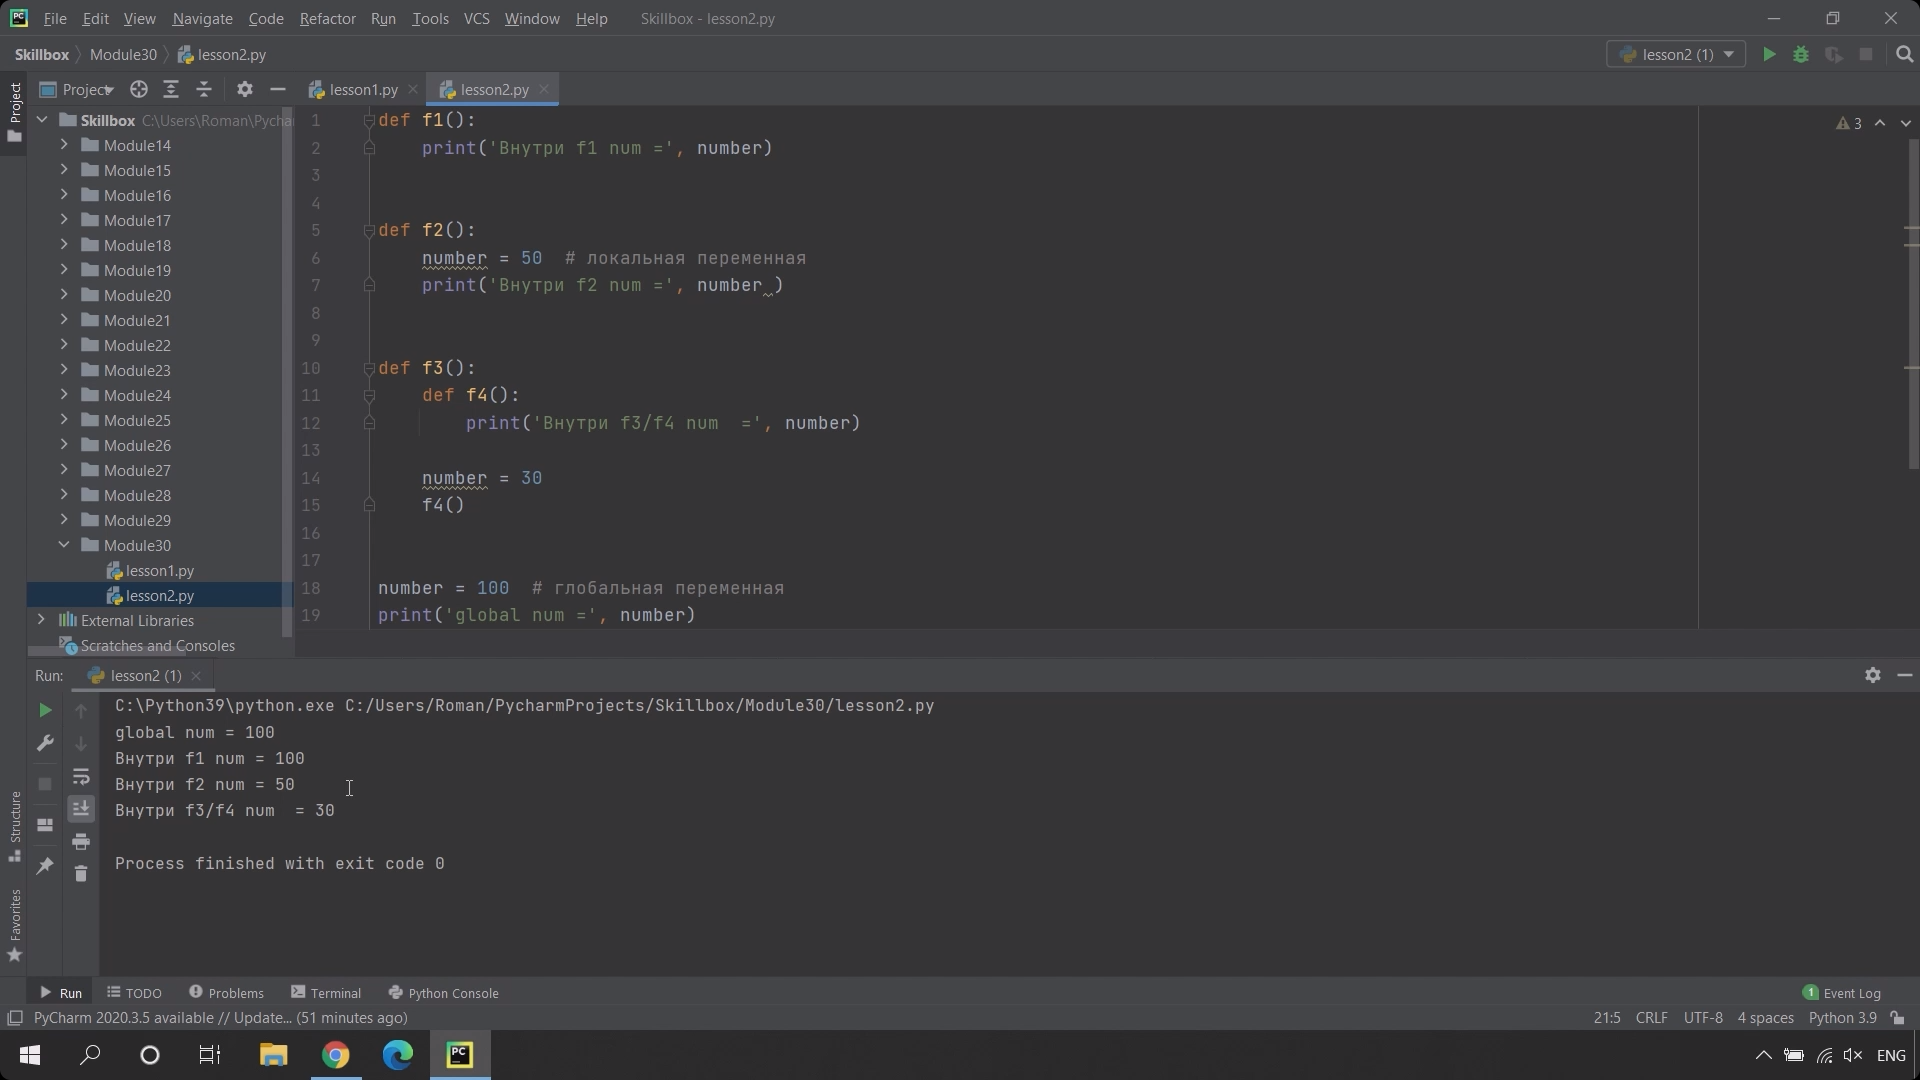 File Edit View Navigate Code Refactor Run Tools VCS Window Help Skillbox - lesson2.py
Skillbox Module30 lesson2.py lesson2 (1)
Project lesson1.py lesson2.py
Project
Skillbox C:\Users\Roman\Pycha
Module14
Module15
Module16
Module17
Module18
Module19
Module20
Module21
Module22
Module23
Module24
Module25
Module26
Module27
Module28
Module29
Module30
lesson1.py
lesson2.py
External Libraries
Scratches and Consoles
3
1 def f1():
2 print('Внутри f1 num =', number)
3
4
5 def f2():
6 number = 50 # локальная переменная
7 print('Внутри f2 num =', number )
8
9
10 def f3():
11 def f4():
12 print('Внутри f3/f4 num  =', number)
13
14 number = 30
15 f4()
16
17
18 number = 100 # глобальная переменная
19 print('global num =', number)
Run: lesson2 (1)
C:\Python39\python.exe C:/Users/Roman/PycharmProjects/Skillbox/Module30/lesson2.py
global num = 100
Внутри f1 num = 100
Внутри f2 num = 50
Внутри f3/f4 num  = 30
Process finished with exit code 0
Structure
Favorites
Run TODO Problems Terminal Python Console 1 Event Log
PyCharm 2020.3.5 available // Update... (51 minutes ago) 21:5 CRLF UTF-8 4 spaces Python 3.9
PC ENG